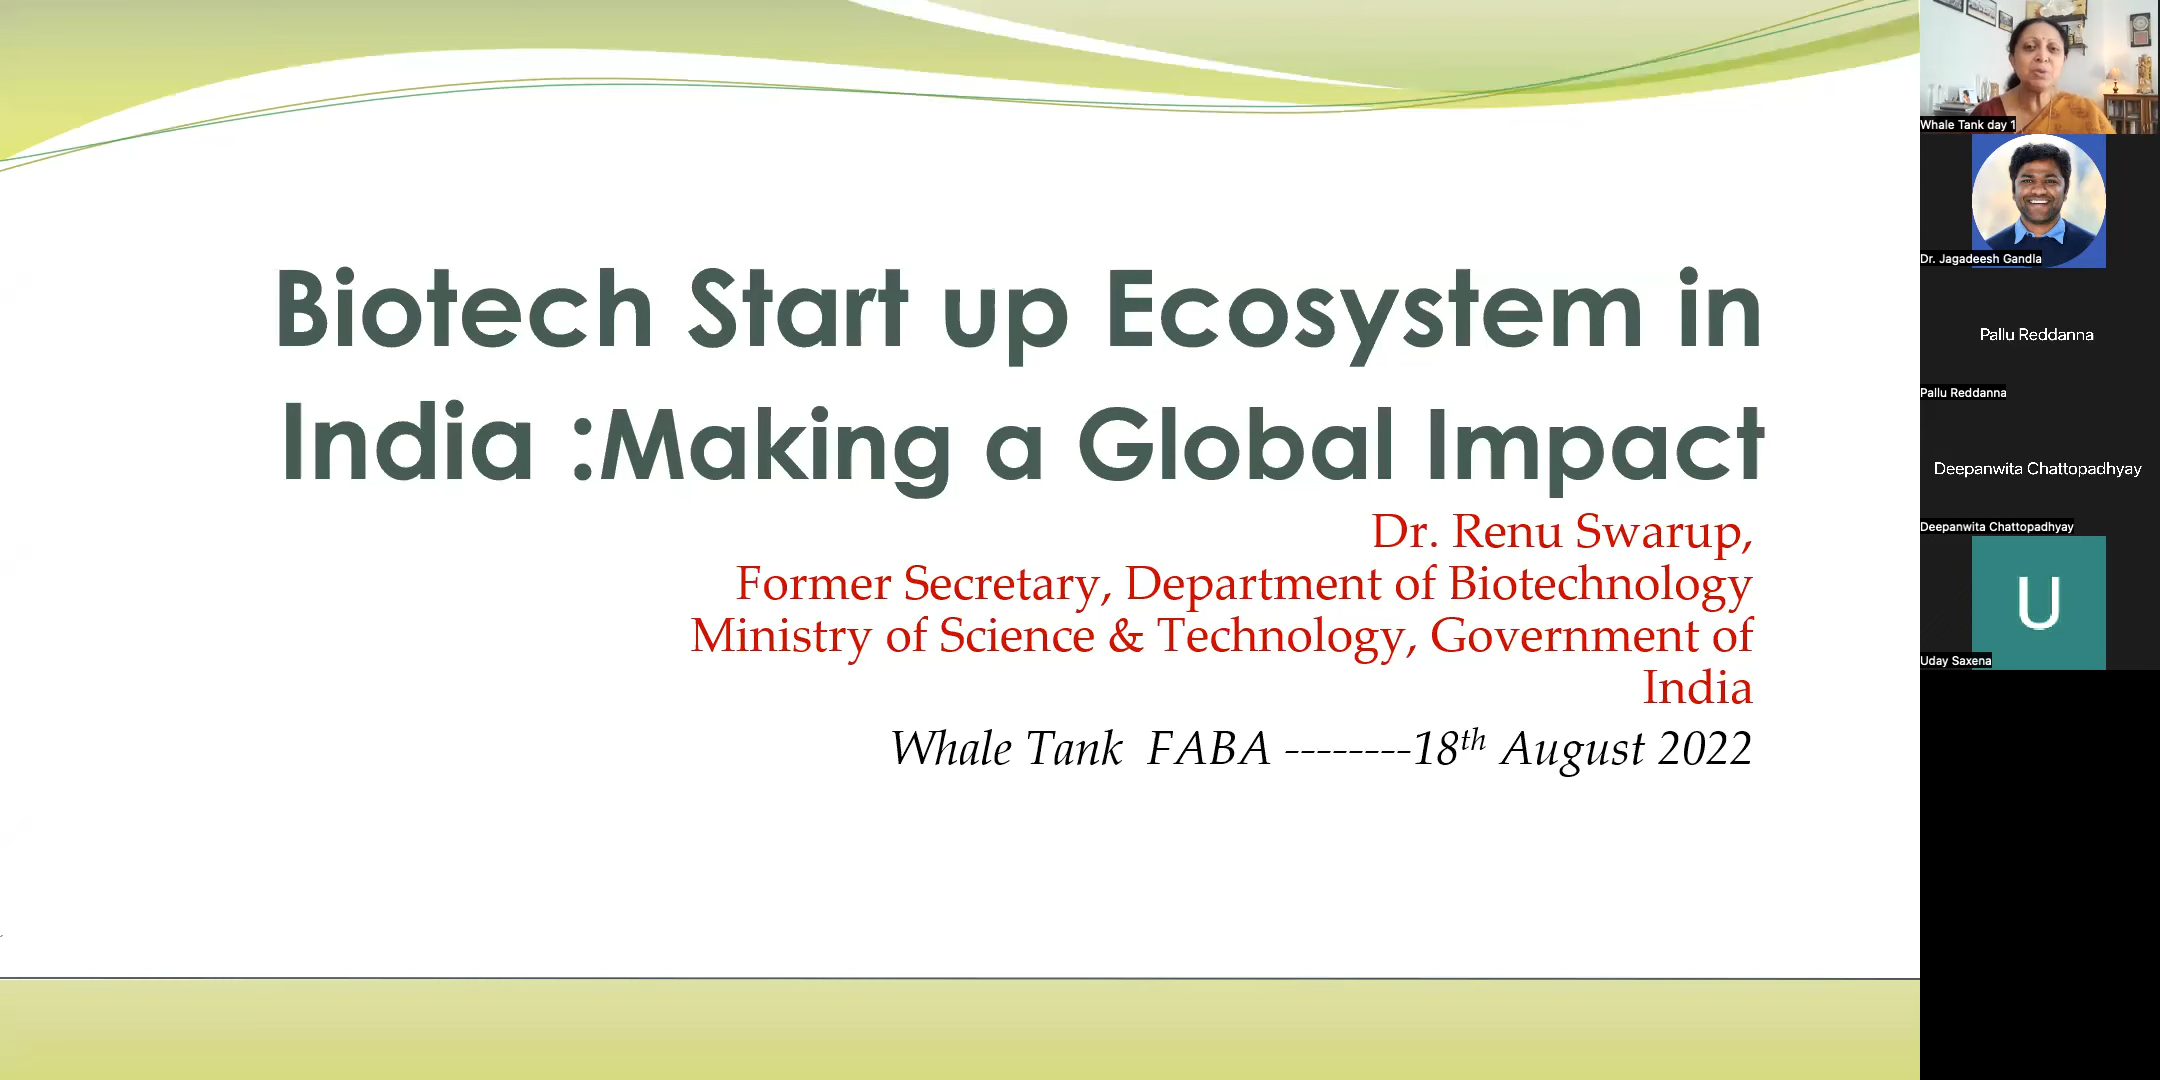 Biotech Start up Ecosystem in
India :Making a Global Impact
Dr. Renu Swarup,
Former Secretary, Department of Biotechnology
Ministry of Science & Technology, Government of
India
Whale Tank FABA --------18th August 2022
Whale Tank day 1
Dr. Jagadeesh Gandla
Pallu Reddanna
Pallu Reddanna
Deepanwita Chattopadhyay
Deepanwita Chattopadhyay
U
Uday Saxena